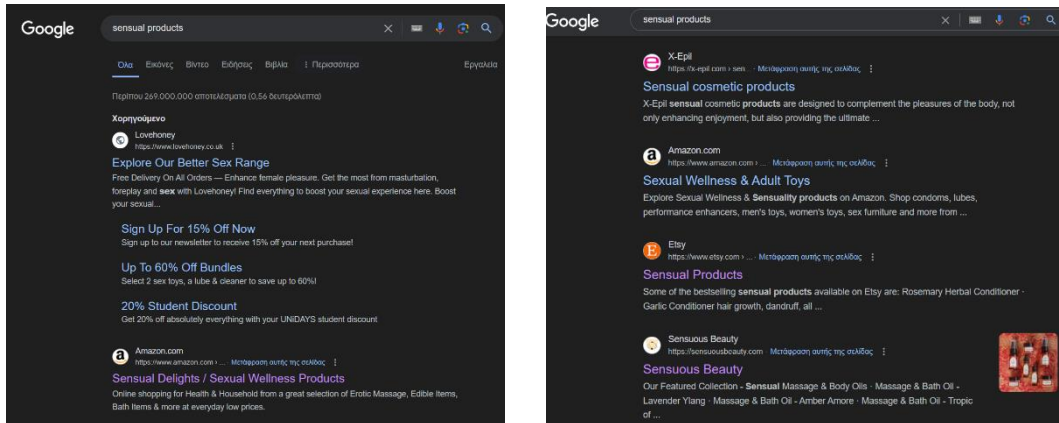 Google
sensual products
Όλα Εικόνες Βίντεο Ειδήσεις Βιβλία ⋮ Περισσότερα Εργαλεία
Περίπου 269.000.000 αποτελέσματα (0,56 δευτερόλεπτα)
Χορηγούμενο
Lovehoney
https://www.lovehoney.co.uk ⋮
Explore Our Better Sex Range
Free Delivery On All Orders — Enhance female pleasure. Get the most from masturbation,
foreplay and sex with Lovehoney! Find everything to boost your sexual experience here. Boost
your sexual...
Sign Up For 15% Off Now
Sign up to our newsletter to receive 15% off your next purchase!
Up To 60% Off Bundles
Select 2 sex toys, a lube & cleaner to save up to 60%!
20% Student Discount
Get 20% off absolutely everything with your UNiDAYS student discount
Amazon.com
https://www.amazon.com › ... · Μετάφραση αυτής της σελίδας ⋮
Sensual Delights / Sexual Wellness Products
Online shopping for Health & Household from a great selection of Erotic Massage, Edible Items,
Bath Items & more at everyday low prices.
Google
sensual products
X-Epil
https://x-epil.com › sen... · Μετάφραση αυτής της σελίδας ⋮
Sensual cosmetic products
X-Epil sensual cosmetic products are designed to complement the pleasures of the body, not
only enhancing enjoyment, but also providing the ultimate ...
Amazon.com
https://www.amazon.com › ... · Μετάφραση αυτής της σελίδας ⋮
Sexual Wellness & Adult Toys
Explore Sexual Wellness & Sensuality products on Amazon. Shop condoms, lubes,
performance enhancers, men's toys, women's toys, sex furniture and more from ...
Etsy
https://www.etsy.com › ... · Μετάφραση αυτής της σελίδας ⋮
Sensual Products
Some of the bestselling sensual products available on Etsy are: Rosemary Herbal Conditioner ·
Garlic Conditioner hair growth, dandruff, all ...
Sensuous Beauty
https://sensuousbeauty.com · Μετάφραση αυτής της σελίδας ⋮
Sensuous Beauty
Our Featured Collection - Sensual Massage & Body Oils · Massage & Bath Oil -
Lavender Ylang · Massage & Bath Oil - Amber Amore · Massage & Bath Oil - Tropic
of ...